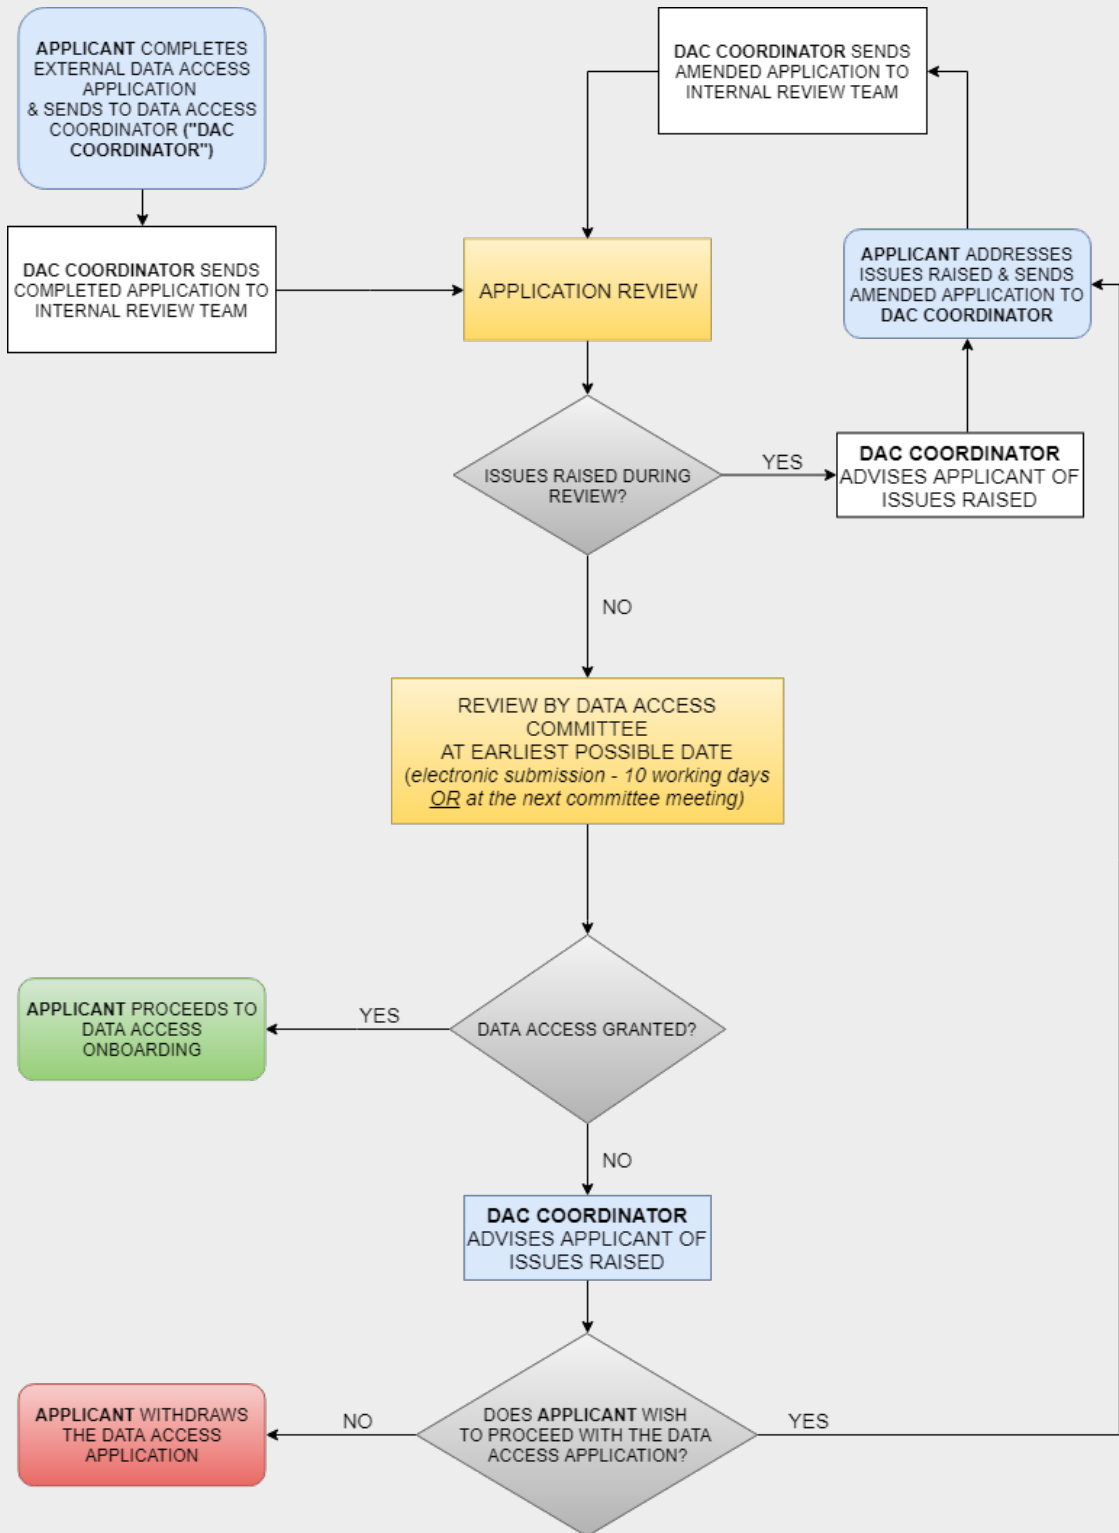 APPLICANT COMPLETES
EXTERNAL DATA ACCESS
APPLICATION
& SENDS TO DATA ACCESS
COORDINATOR ("DAC
COORDINATOR")
DAC COORDINATOR SENDS
AMENDED APPLICATION TO
INTERNAL REVIEW TEAM
DAC COORDINATOR SENDS
COMPLETED APPLICATION TO
INTERNAL REVIEW TEAM
APPLICATION REVIEW
APPLICANT ADDRESSES
ISSUES RAISED & SENDS
AMENDED APPLICATION TO
DAC COORDINATOR
ISSUES RAISED DURING
REVIEW?
YES
DAC COORDINATOR
ADVISES APPLICANT OF
ISSUES RAISED
NO
REVIEW BY DATA ACCESS
COMMITTEE
AT EARLIEST POSSIBLE DATE
(electronic submission - 10 working days
OR at the next committee meeting)
DATA ACCESS GRANTED?
YES
APPLICANT PROCEEDS TO
DATA ACCESS
ONBOARDING
NO
DAC COORDINATOR
ADVISES APPLICANT OF
ISSUES RAISED
DOES APPLICANT WISH
TO PROCEED WITH THE DATA
ACCESS APPLICATION?
NO
YES
APPLICANT WITHDRAWS
THE DATA ACCESS
APPLICATION